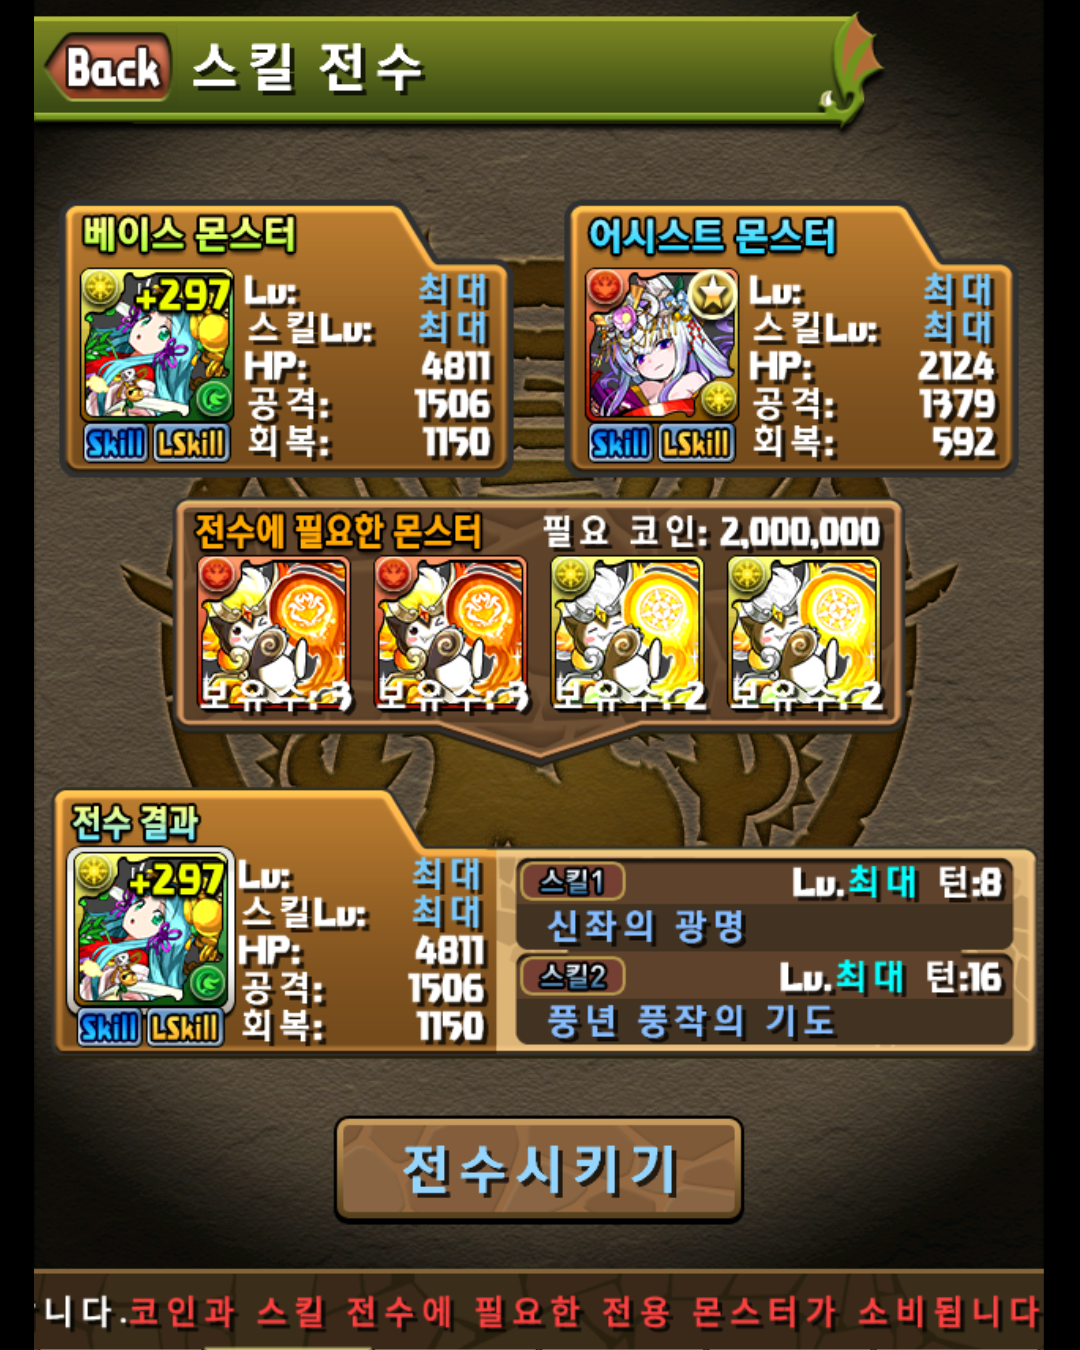 Back 스킬 전수
베이스 몬스터
+297
Lv: 최대
스킬Lv: 최대
HP: 4811
공격: 1506
회복: 1150
Skill LSkill
어시스트 몬스터
Lv: 최대
스킬Lv: 최대
HP: 2124
공격: 1379
회복: 592
Skill LSkill
전수에 필요한 몬스터 필요 코인: 2,000,000
보유수:3 보유수:3 보유수:2 보유수:2
전수 결과
+297
Lv: 최대
스킬Lv: 최대
HP: 4811
공격: 1506
회복: 1150
Skill LSkill
스킬1 Lv.최대 턴:8
신좌의 광명
스킬2 Lv.최대 턴:16
풍년 풍작의 기도
전수시키기
니다.코인과 스킬 전수에 필요한 전용 몬스터가 소비됩니다